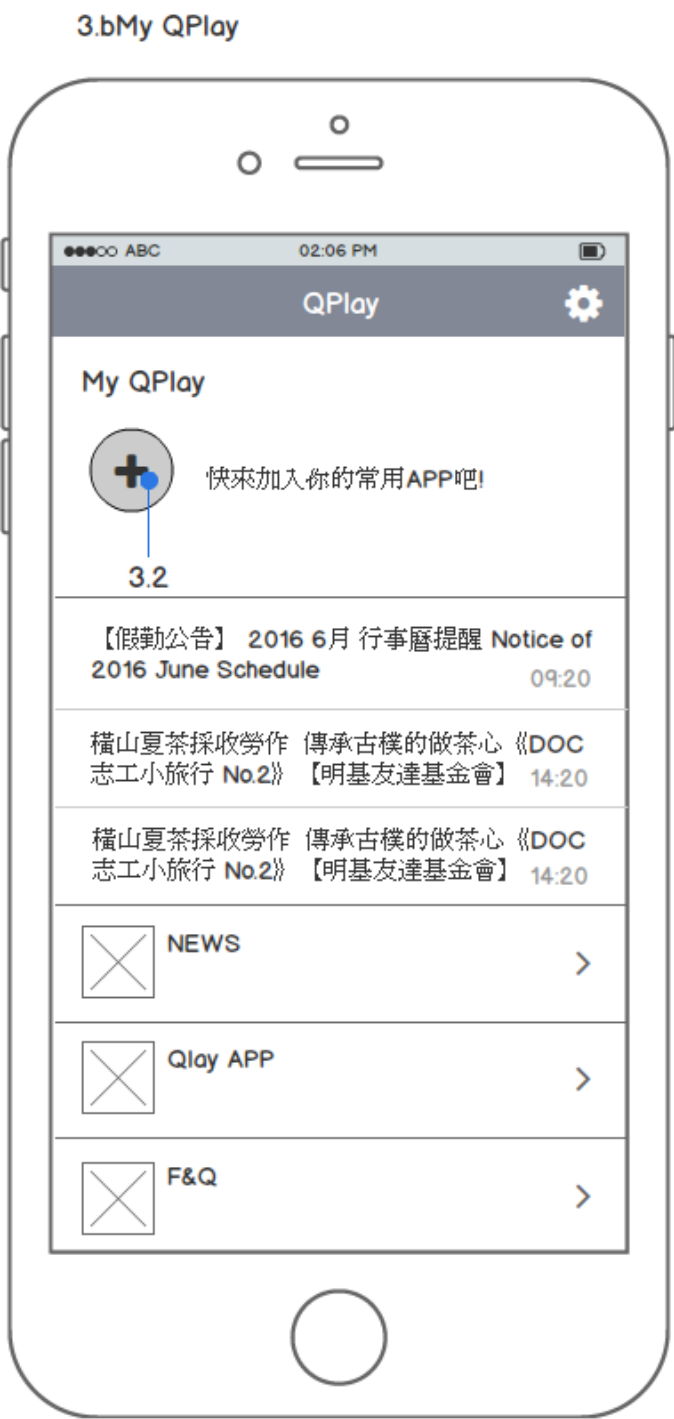 3.bMy QPlay
ABC 02:06 PM
QPlay
My QPlay
快來加入你的常用APP吧!
3.2
【假勤公告】 2016 6月 行事曆提醒 Notice of
2016 June Schedule
09:20
橫山夏茶採收勞作 傳承古樸的做茶心《DOC
志工小旅行 No.2》【明基友達基金會】 14:20
橫山夏茶採收勞作 傳承古樸的做茶心《DOC
志工小旅行 No.2》【明基友達基金會】 14:20
NEWS
Qlay APP
F&Q